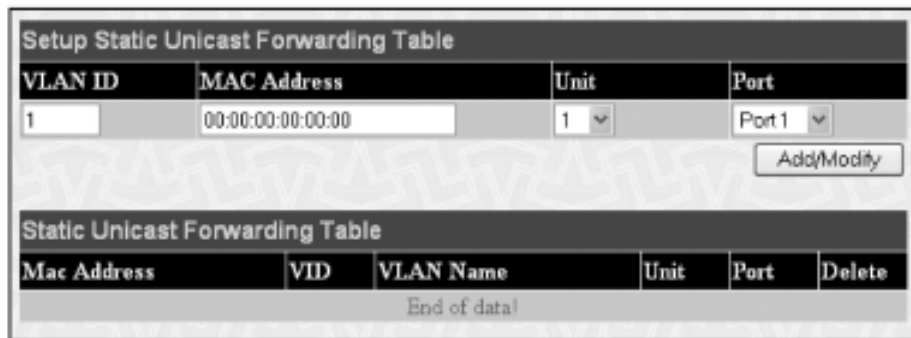 Setup Static Unicast Forwarding Table
VLAN ID MAC Address Unit Port
1 00:00:00:00:00:00 1 Port 1
Add/Modify
Static Unicast Forwarding Table
Mac Address VID VLAN Name Unit Port Delete
End of data!